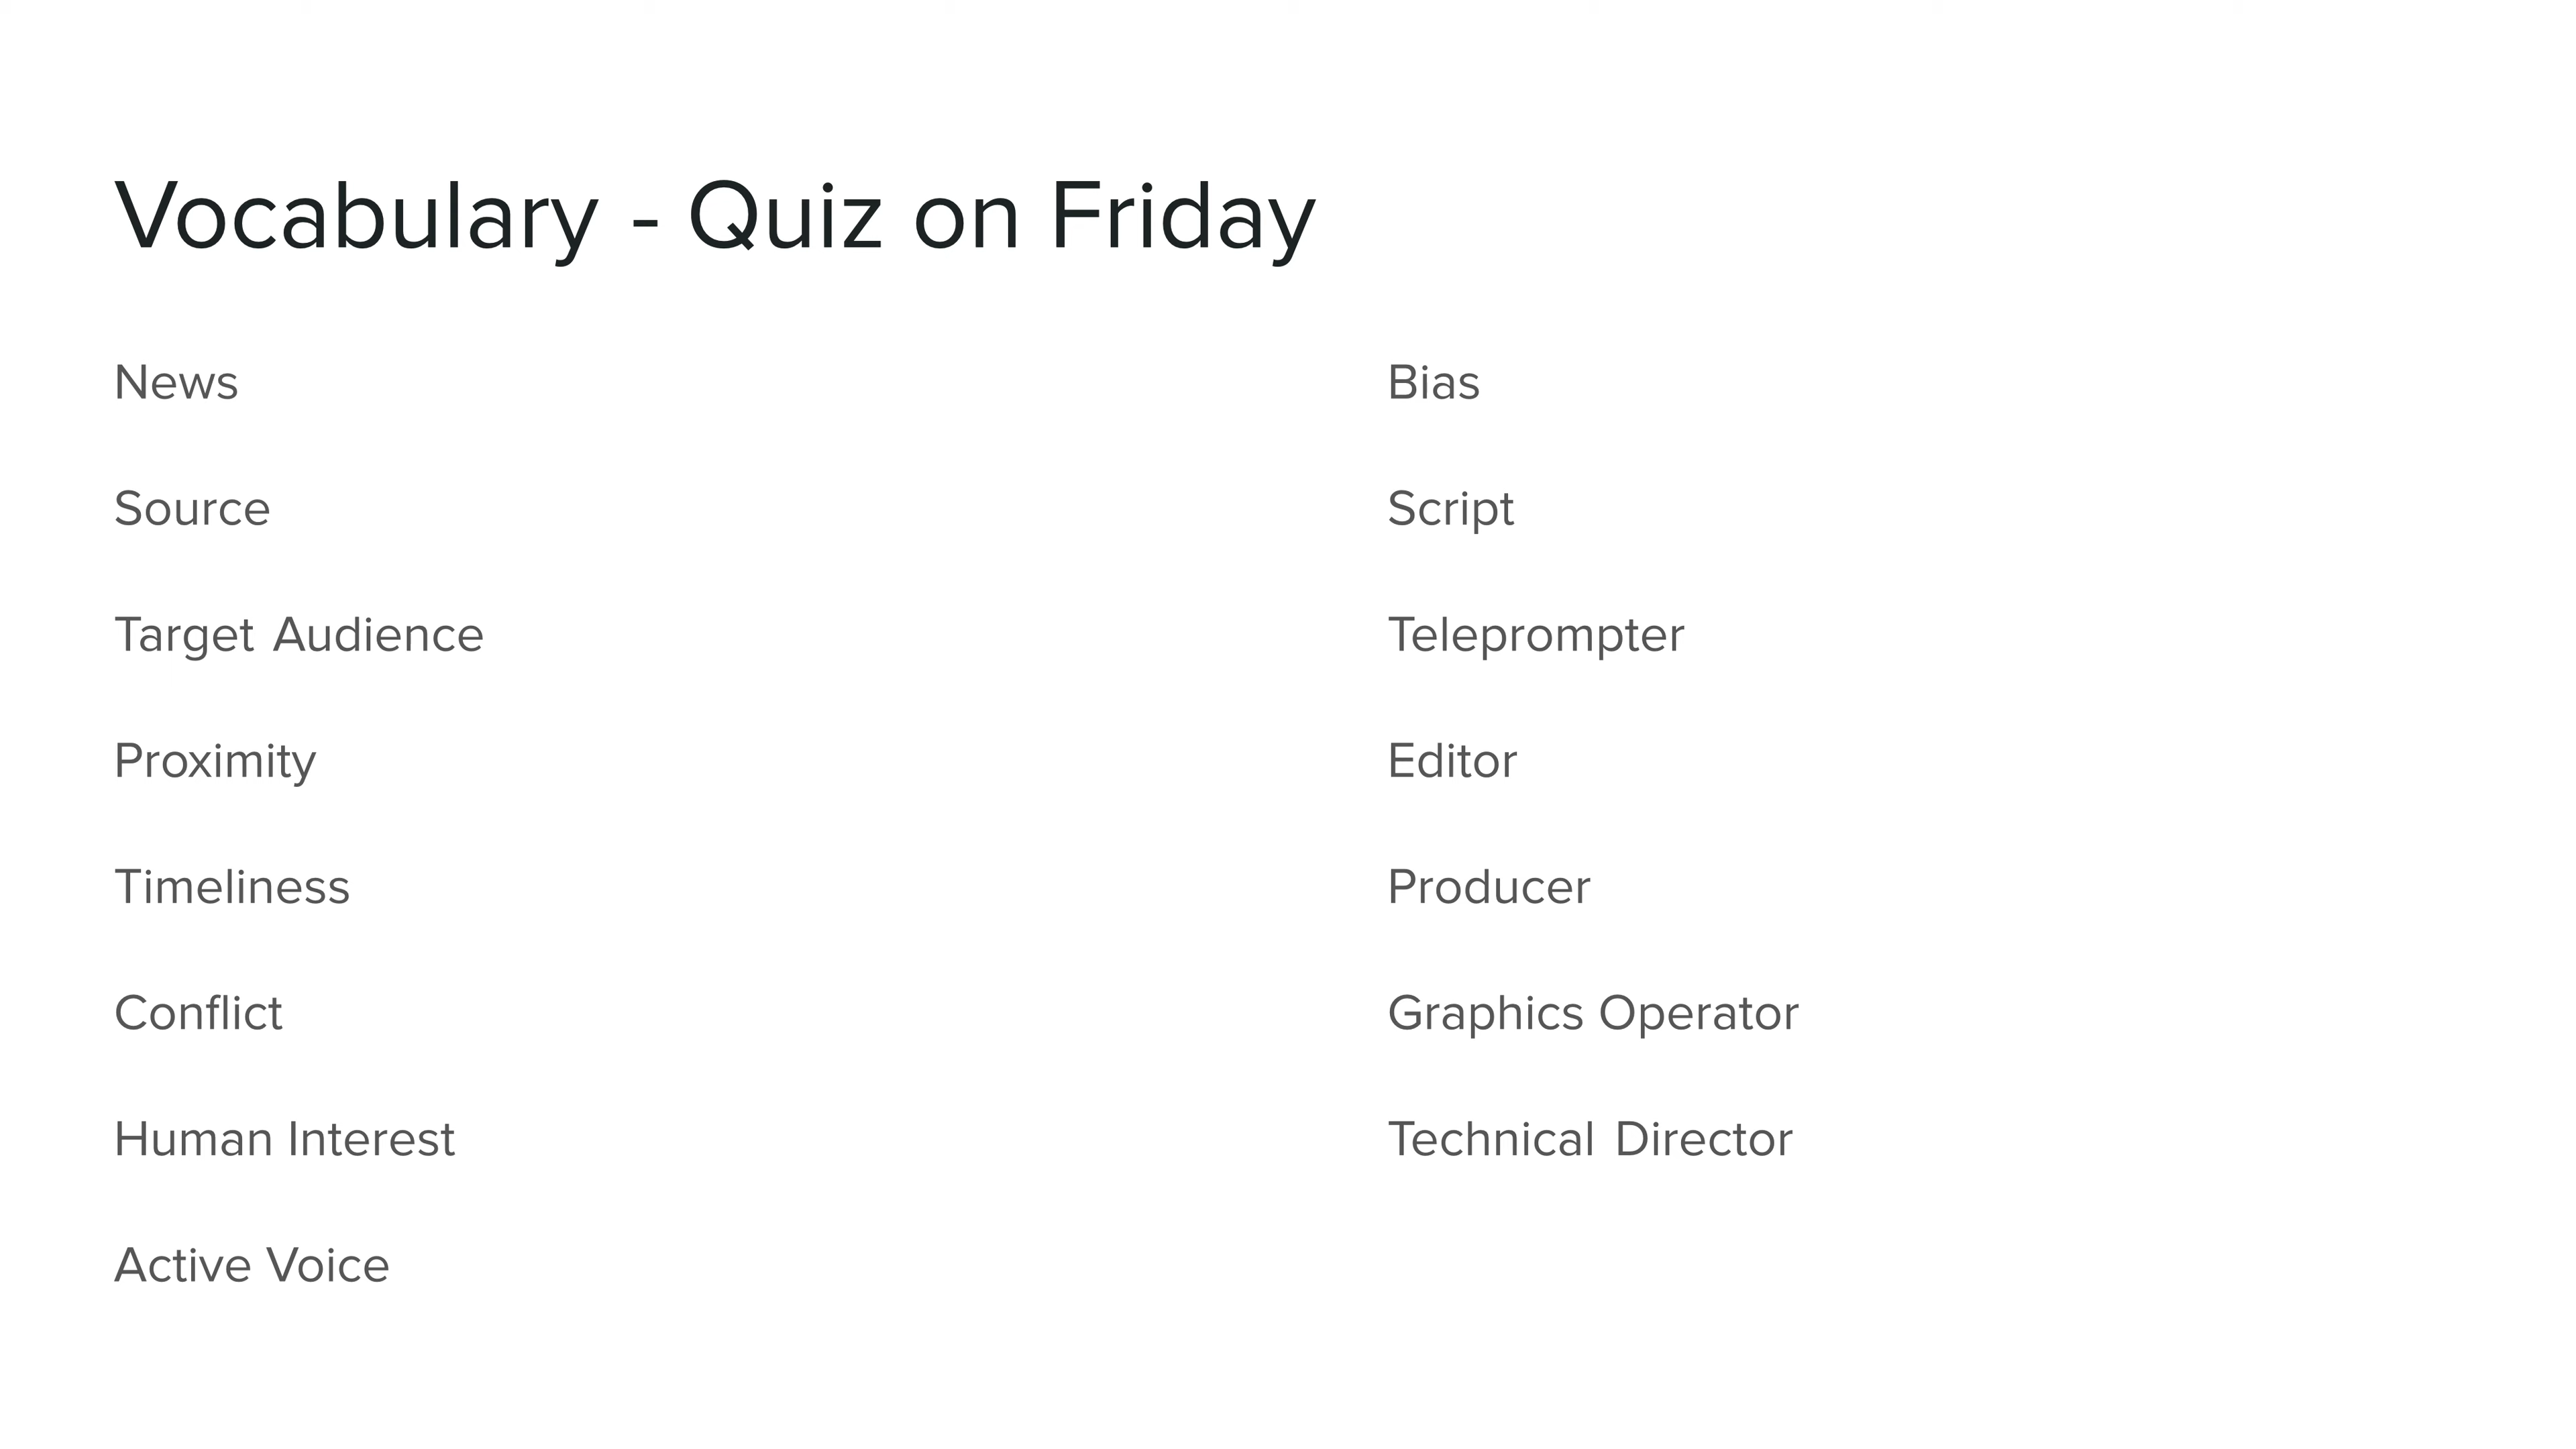 Vocabulary - Quiz on Friday
News
Source
Target Audience
Proximity
Timeliness
Conflict
Human Interest
Active Voice
Bias
Script
Teleprompter
Editor
Producer
Graphics Operator
Technical Director